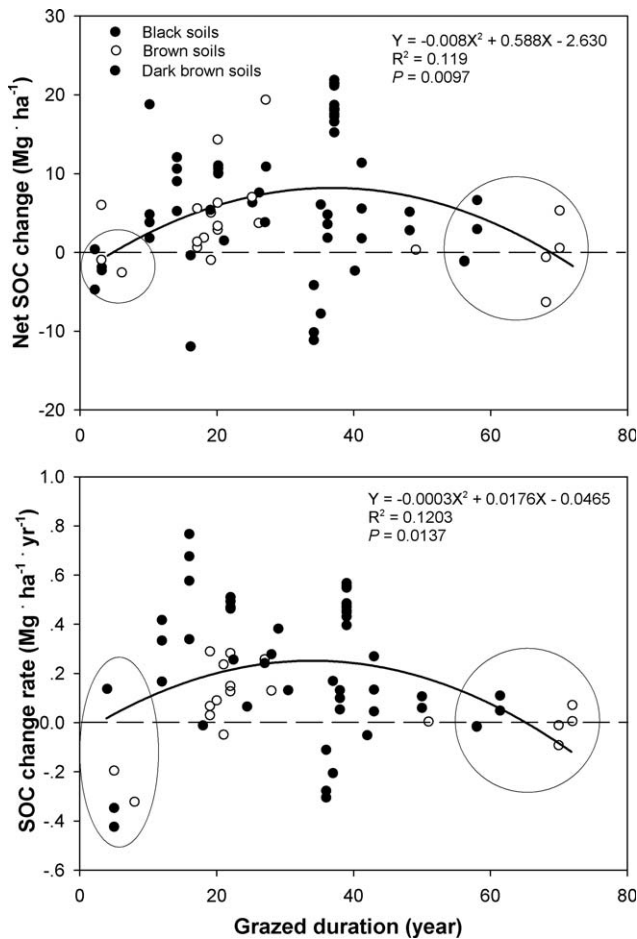 Black soils
Brown soils
Dark brown soils
Y = -0.008X² + 0.588X - 2.630
R² = 0.119
P = 0.0097
Net SOC change (Mg · ha⁻¹)
30
20
10
0
-10
-20
0 20 40 60 80
Y = -0.0003X² + 0.0176X - 0.0465
R² = 0.1203
P = 0.0137
SOC change rate (Mg · ha⁻¹ · yr⁻¹)
1.0
.8
.6
.4
.2
0.0
-.2
-.4
-.6
0 20 40 60 80
Grazed duration (year)